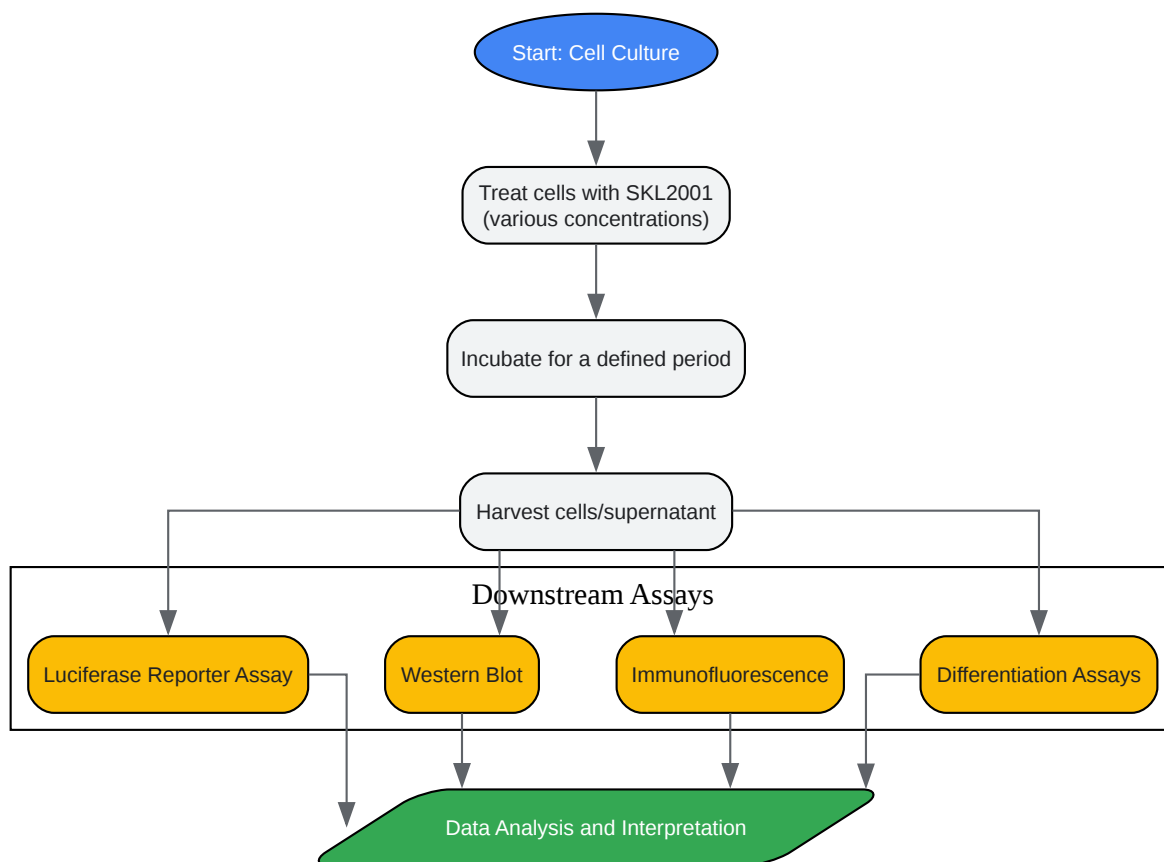 Start: Cell Culture
Treat cells with SKL2001
(various concentrations)
Incubate for a defined period
Harvest cells/supernatant
Downstream Assays
Luciferase Reporter Assay
Western Blot
Immunofluorescence
Differentiation Assays
Data Analysis and Interpretation